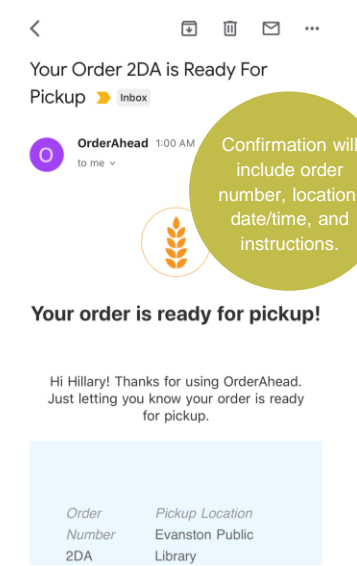 Your Order 2DA is Ready For
Pickup Inbox
O
OrderAhead 1:00 AM
to me
Confirmation will
include order
number, location
date/time, and
instructions.
Your order is ready for pickup!
Hi Hillary! Thanks for using OrderAhead.
Just letting you know your order is ready
for pickup.
Order Pickup Location
Number Evanston Public
2DA Library